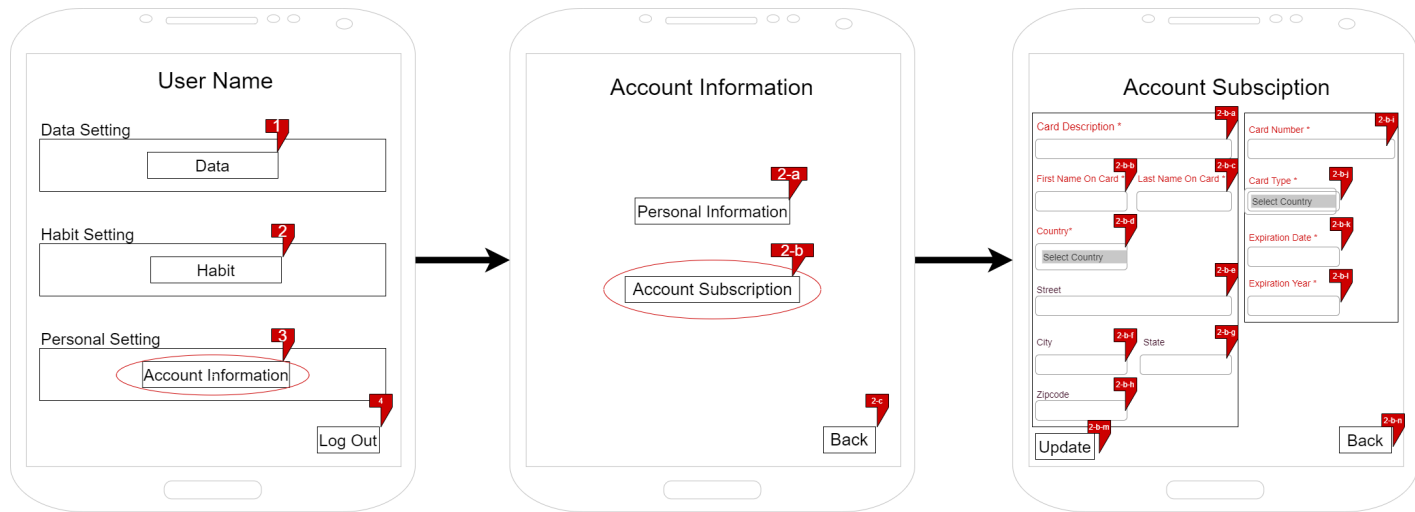 User Name
Data Setting
1
Data
Habit Setting
2
Habit
Personal Setting
3
Account Information
4
Log Out
Account Information
2-a
Personal Information
2-b
Account Subscription
2-c
Back
Account Subsciption
2-b-a
Card Description *
2-b-b
2-b-c
First Name On Card *
Last Name On Card *
2-b-d
Country*
Select Country
2-b-e
Street
2-b-f
2-b-g
City
State
2-b-h
Zipcode
2-b-m
Update
2-b-i
Card Number *
2-b-j
Card Type *
Select Country
2-b-k
Expiration Date *
2-b-l
Expiration Year *
2-b-n
Back